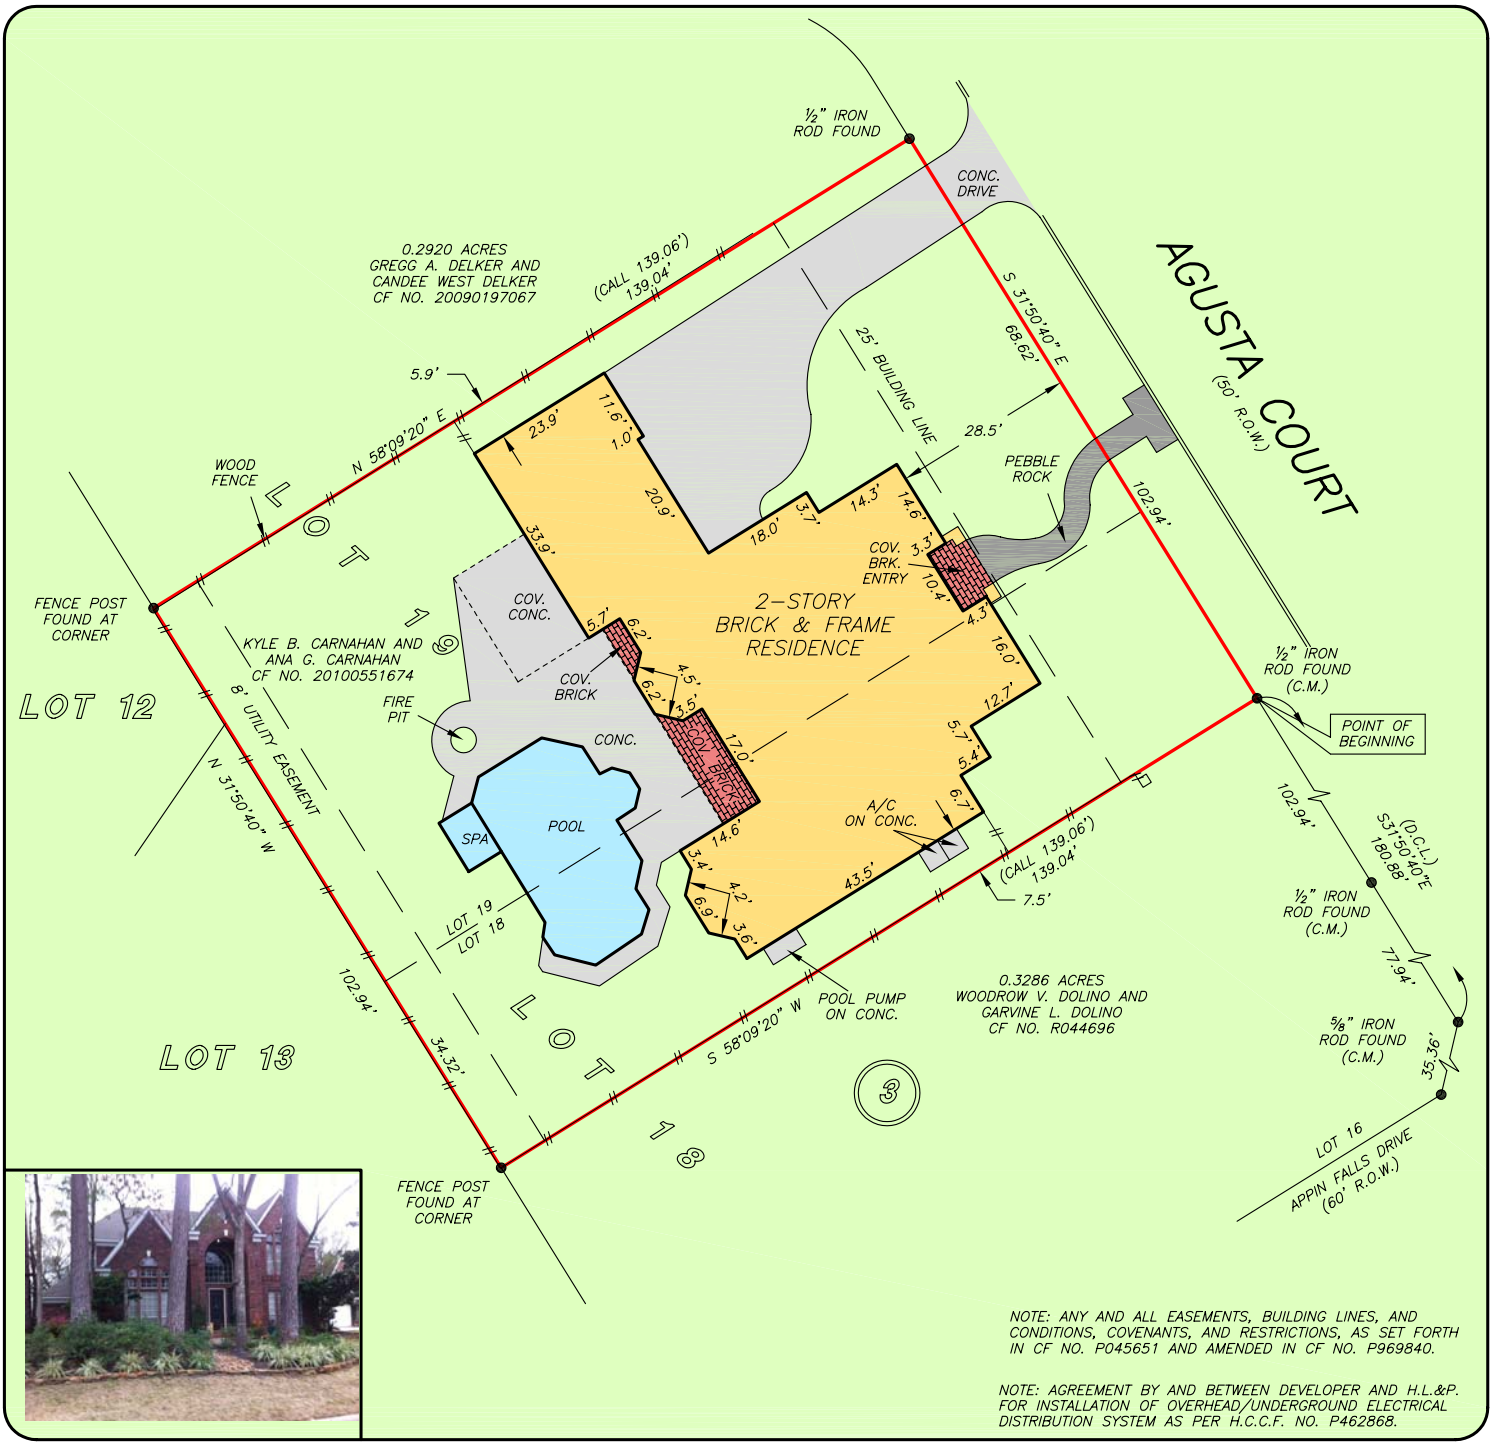 ½" IRON
ROD FOUND
CONC.
DRIVE
0.2920 ACRES
GREGG A. DELKER AND
CANDEE WEST DELKER
CF NO. 20090197067
(CALL 139.06')
139.04'
AGUSTA COURT
(50' R.O.W.)
S 31°50'40" E
68.62'
25' BUILDING LINE
5.9'
N 58°09'20" E
23.9'
11.6'
1.0'
28.5'
WOOD
FENCE
PEBBLE
ROCK
LOT 19
20.9'
18.0'
3.7'
14.3'
14.6'
102.94'
33.9'
3.3'
COV.
BRK.
ENTRY
10.4'
4.3'
FENCE POST
FOUND AT
CORNER
COV.
CONC.
2-STORY
BRICK & FRAME
RESIDENCE
5.7'
6.2'
16.0'
KYLE B. CARNAHAN AND
ANA G. CARNAHAN
CF NO. 20100551674
½" IRON
ROD FOUND
(C.M.)
LOT 12
8' UTILITY EASEMENT
FIRE
PIT
COV.
BRICK
4.5'
6.2'
3.5'
12.7'
POINT OF
BEGINNING
CONC.
COV. BRICK
17.0'
5.7'
5.4'
N 31°50'40" W
6.7'
A/C
ON CONC.
102.94'
(D.C.L.)
S31°50'40"E
180.88'
SPA
POOL
14.6'
3.4'
4.2'
6.9'
3.6'
43.5'
(CALL 139.06')
139.04'
7.5'
½" IRON
ROD FOUND
(C.M.)
LOT 19
LOT 18
77.94'
102.94'
POOL PUMP
ON CONC.
0.3286 ACRES
WOODROW V. DOLINO AND
GARVINE L. DOLINO
CF NO. R044696
⅝" IRON
ROD FOUND
(C.M.)
35.36'
LOT 13
34.32'
LOT 18
S 58°09'20" W
3
LOT 16
APPIN FALLS DRIVE
(60' R.O.W.)
FENCE POST
FOUND AT
CORNER
NOTE: ANY AND ALL EASEMENTS, BUILDING LINES, AND
CONDITIONS, COVENANTS, AND RESTRICTIONS, AS SET FORTH
IN CF NO. P045651 AND AMENDED IN CF NO. P969840.
NOTE: AGREEMENT BY AND BETWEEN DEVELOPER AND H.L.&P.
FOR INSTALLATION OF OVERHEAD/UNDERGROUND ELECTRICAL
DISTRIBUTION SYSTEM AS PER H.C.C.F. NO. P462868.